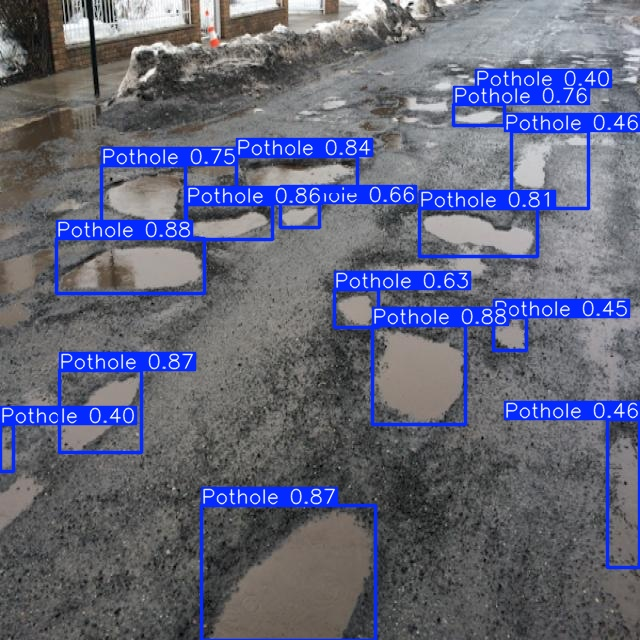 Pothole 0.40
Pothole 0.76
Pothole 0.46
Pothole 0.84
Pothole 0.75
Pothole 0.86
0.66
Pothole 0.81
Pothole 0.88
Pothole 0.63
Pothole 0.45
Pothole 0.88
Pothole 0.87
Pothole 0.40
Pothole 0.46
Pothole 0.87